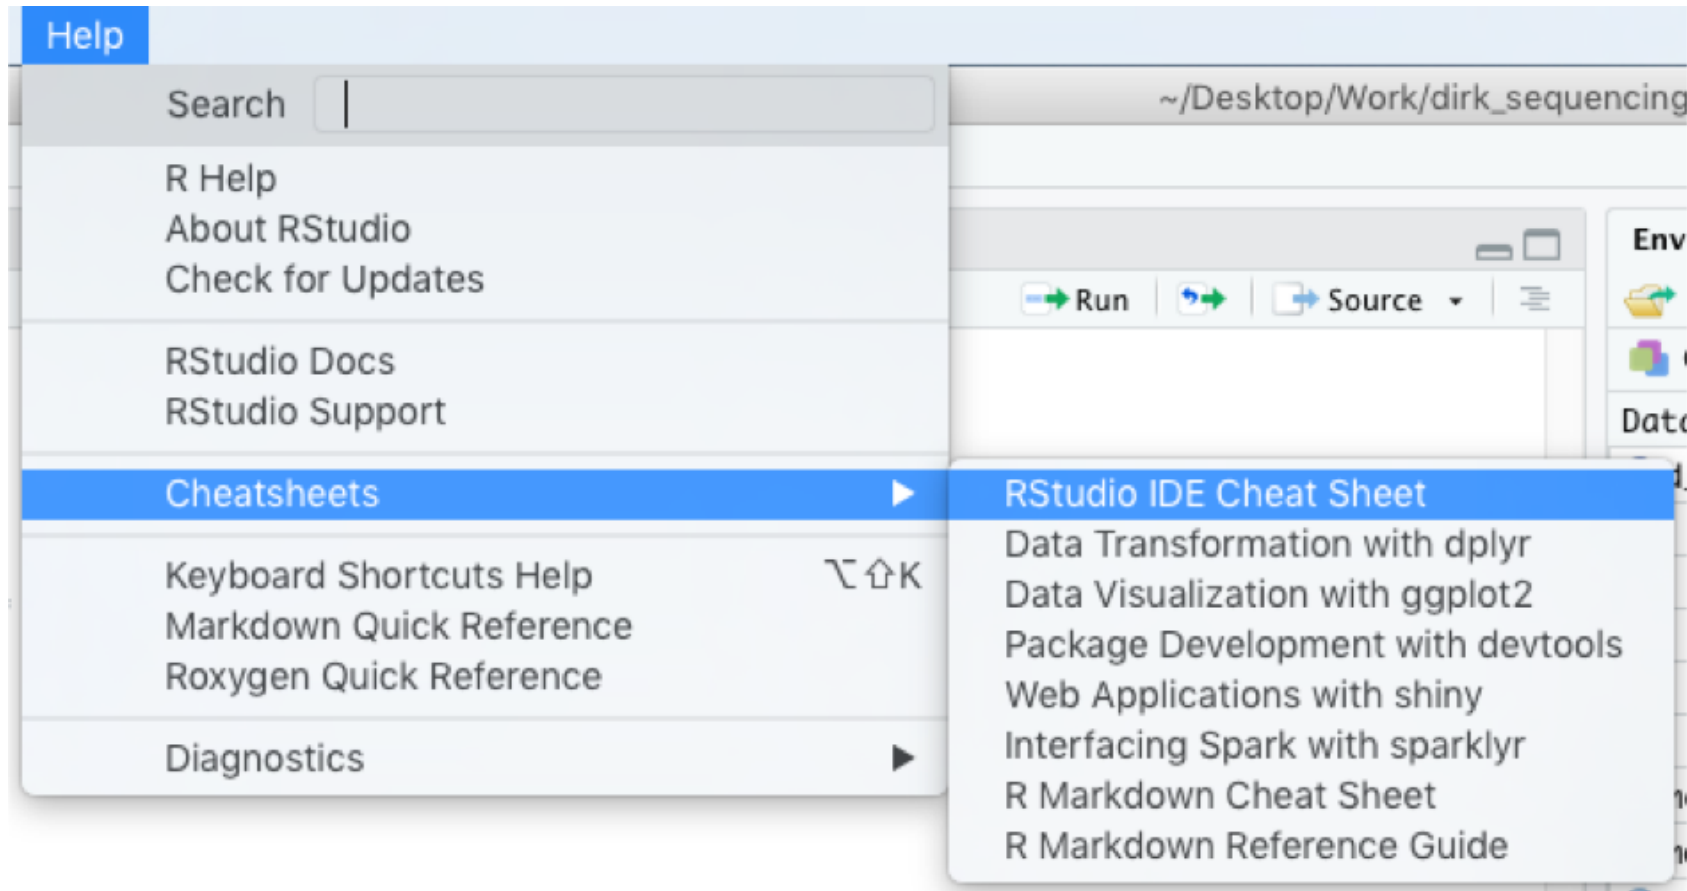 Help
Search
~/Desktop/Work/dirk_sequencing
R Help
About RStudio
Check for Updates
Env
Run
Source
RStudio Docs
RStudio Support
Cheatsheets
RStudio IDE Cheat Sheet
Data Transformation with dplyr
Data Visualization with ggplot2
Package Development with devtools
Web Applications with shiny
Interfacing Spark with sparklyr
R Markdown Cheat Sheet
R Markdown Reference Guide
Keyboard Shortcuts Help ⌥⇧K
Markdown Quick Reference
Roxygen Quick Reference
Diagnostics